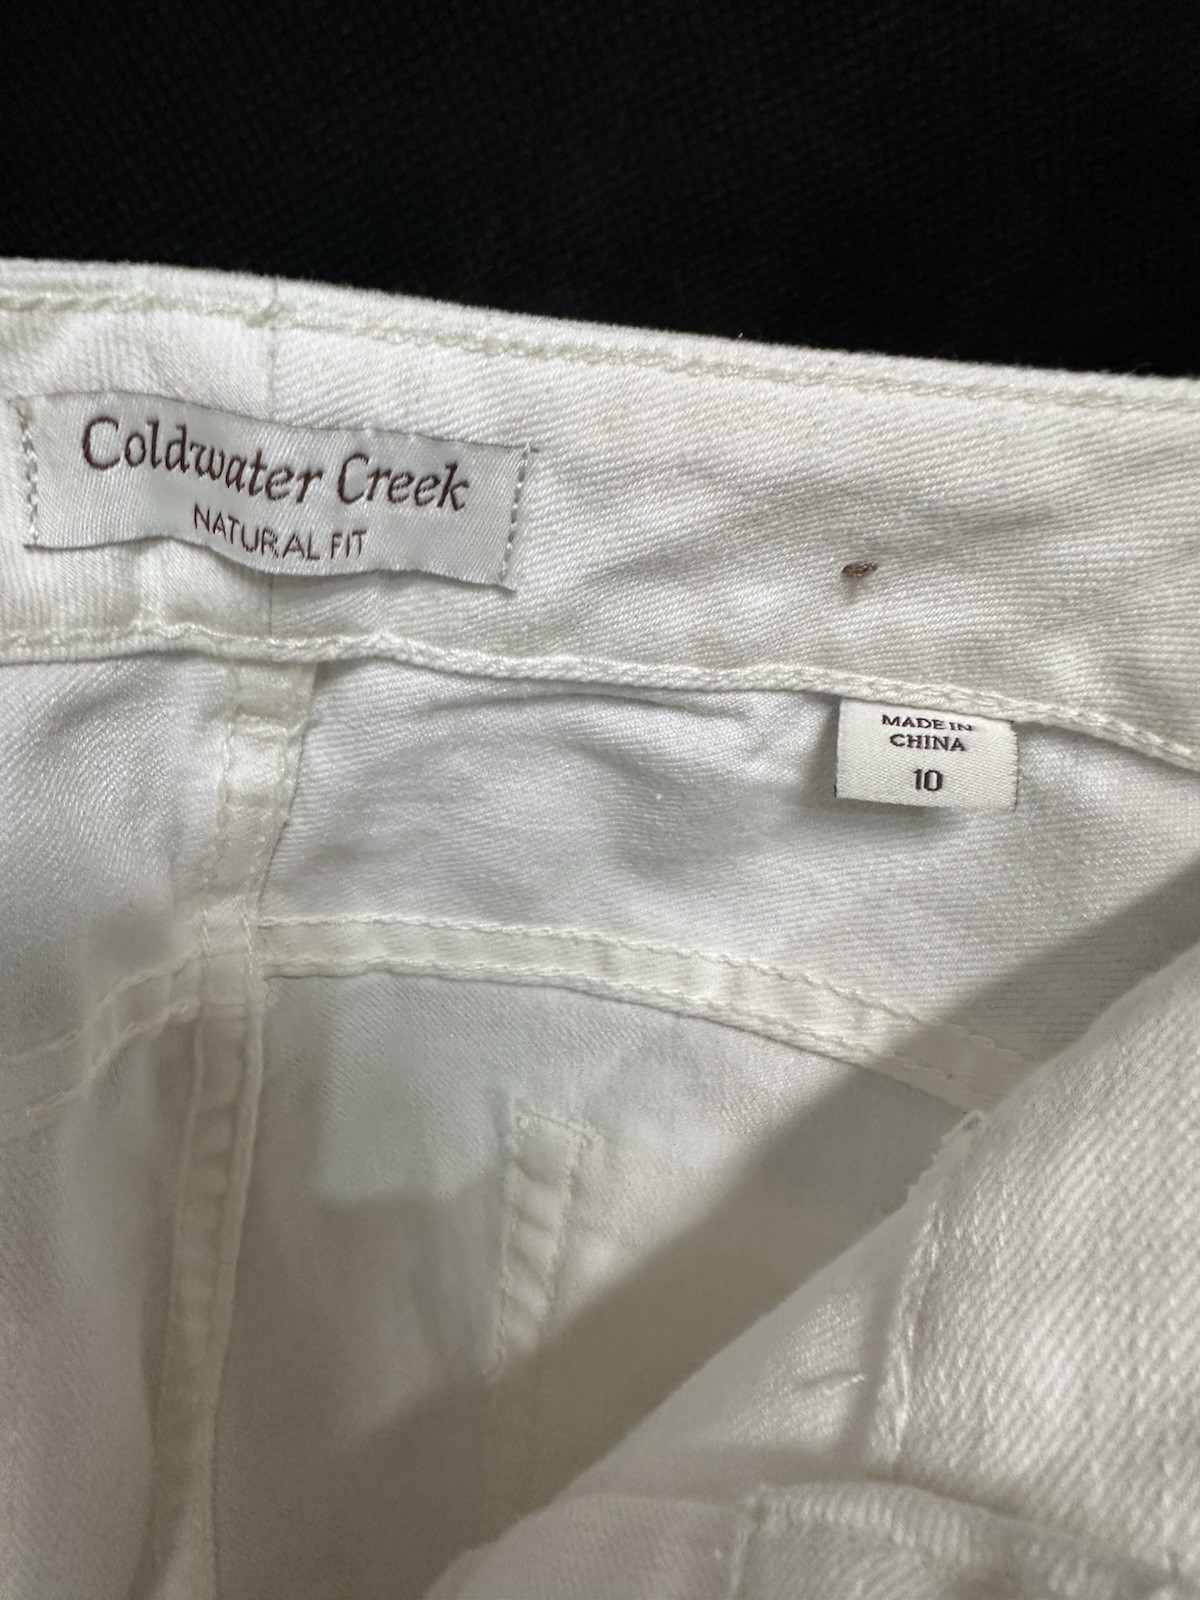 Coldwater Creek
NATURAL FIT
MADE IN
CHINA
10